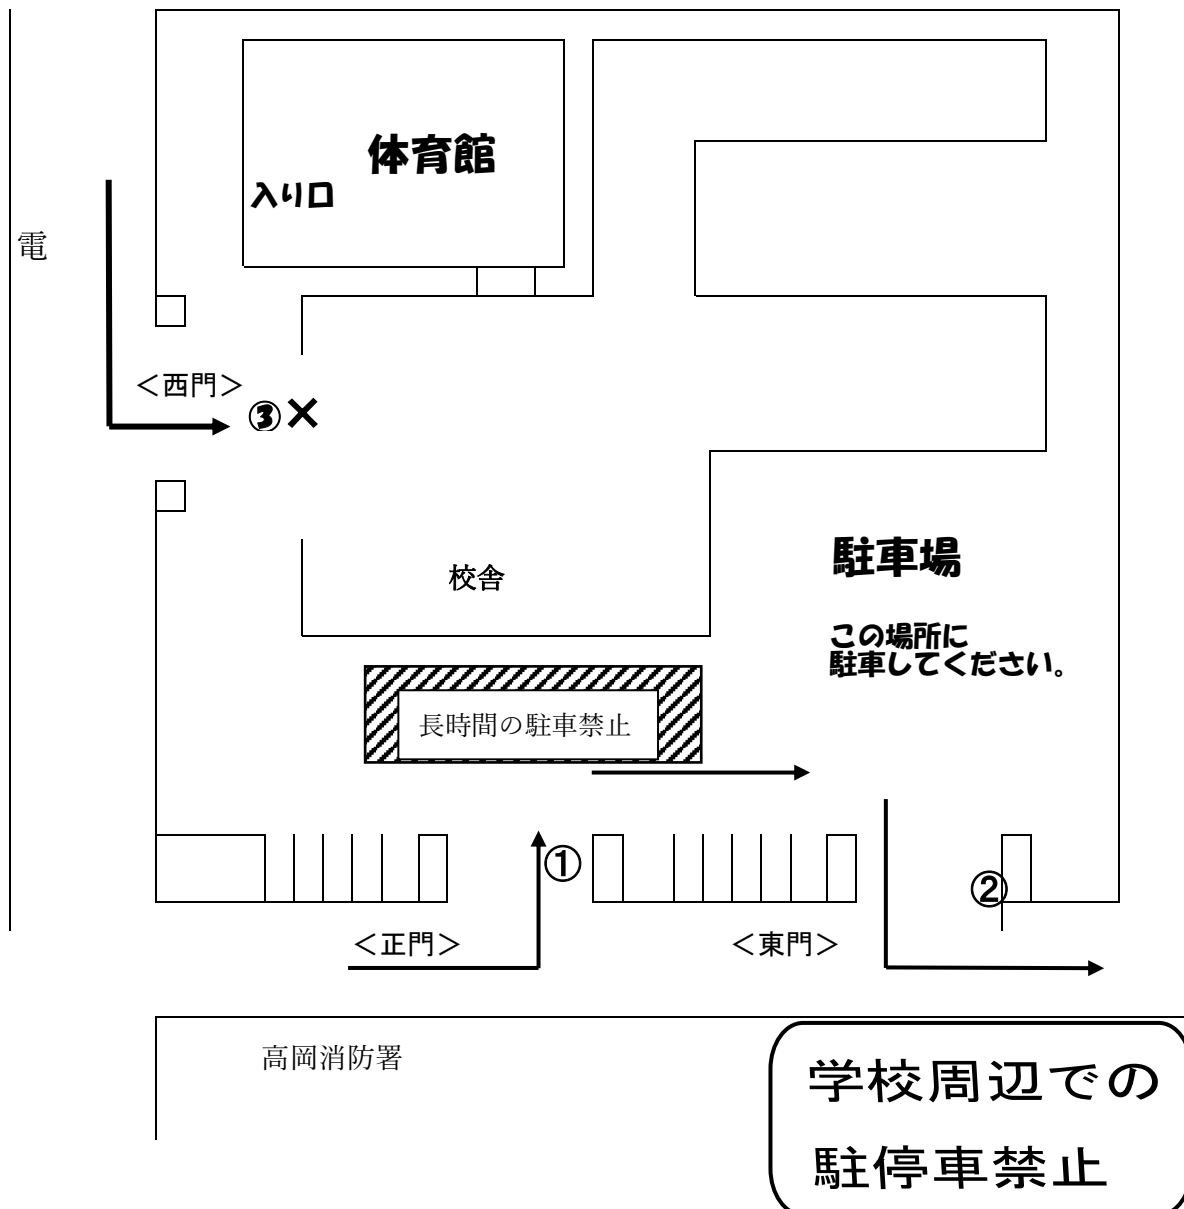 体育館
入り口
電
＜西門＞
③×
校舎
駐車場
この場所に
駐車してください。
長時間の駐車禁止
①
②
＜正門＞
＜東門＞
高岡消防署
学校周辺での
駐停車禁止